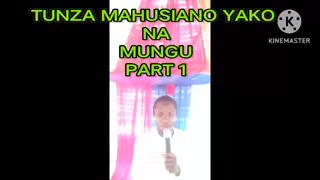 TUNZA MAHUSIANO YAKO
NA
MUNGU
PART 1
KINEMASTER